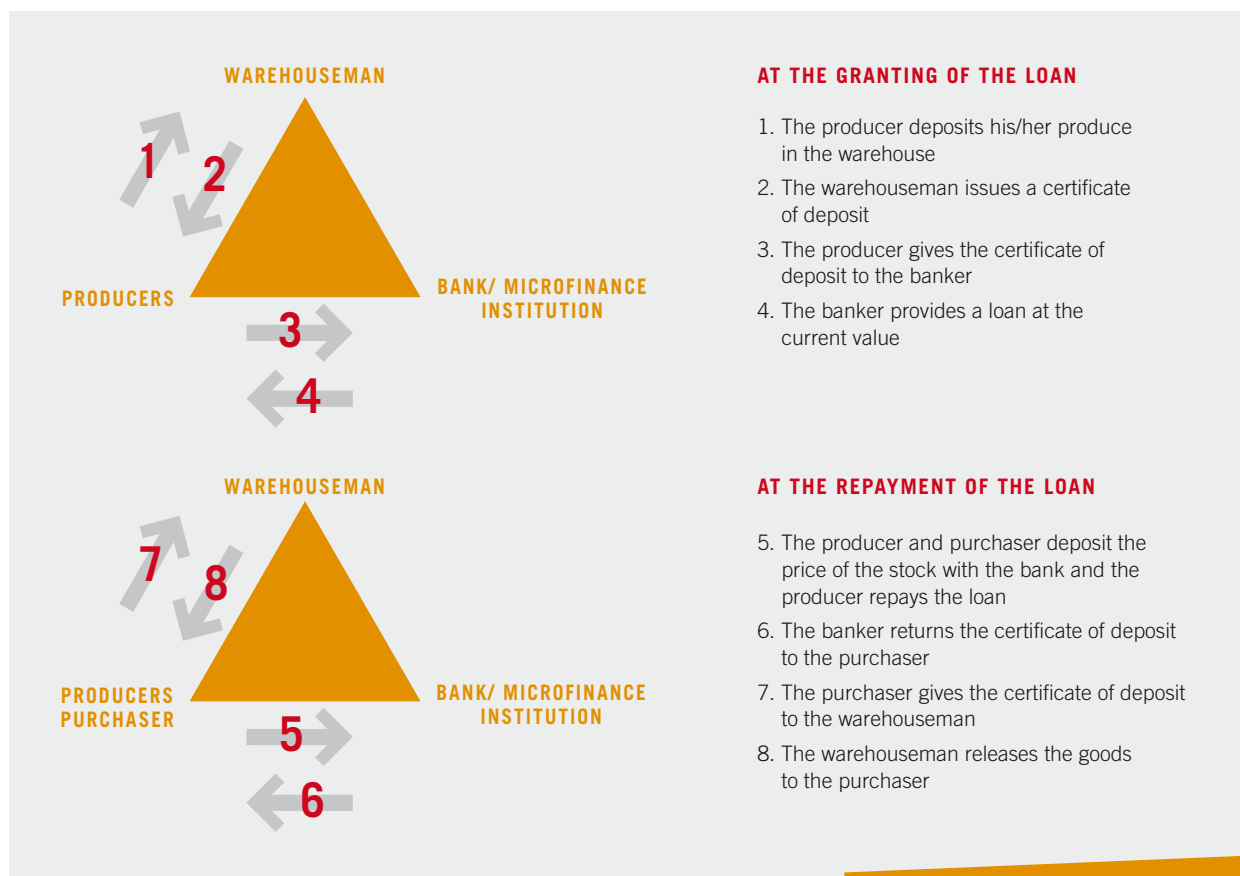 WAREHOUSEMAN
1
2
PRODUCERS
BANK/ MICROFINANCE
INSTITUTION
3
4
AT THE GRANTING OF THE LOAN
1. The producer deposits his/her produce
in the warehouse
2. The warehouseman issues a certificate
of deposit
3. The producer gives the certificate of
deposit to the banker
4. The banker provides a loan at the
current value
WAREHOUSEMAN
7
8
PRODUCERS
PURCHASER
BANK/ MICROFINANCE
INSTITUTION
5
6
AT THE REPAYMENT OF THE LOAN
5. The producer and purchaser deposit the
price of the stock with the bank and the
producer repays the loan
6. The banker returns the certificate of deposit
to the purchaser
7. The purchaser gives the certificate of deposit
to the warehouseman
8. The warehouseman releases the goods
to the purchaser